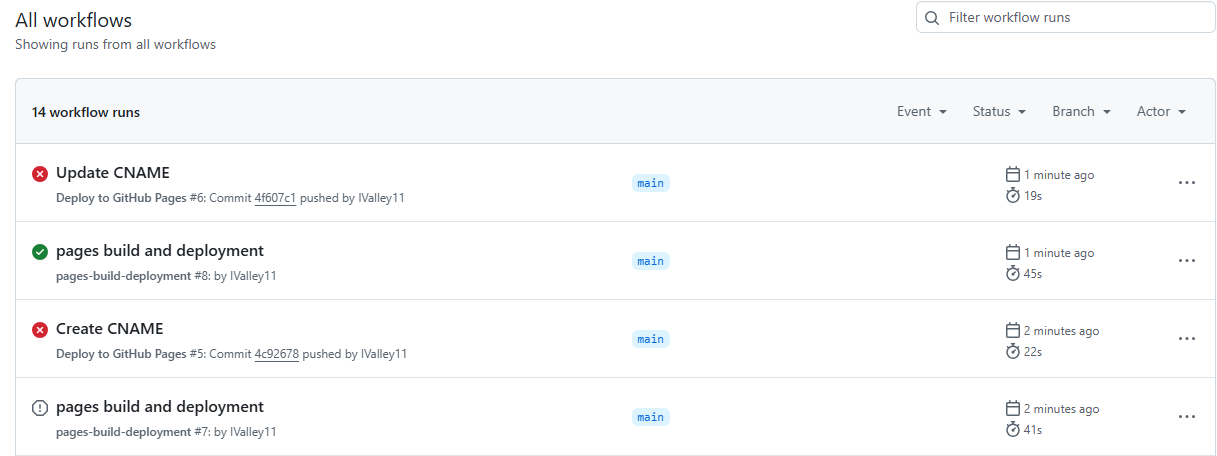 All workflows
Filter workflow runs
Showing runs from all workflows
14 workflow runs
Event
Status
Branch
Actor
Update CNAME
Deploy to GitHub Pages #6: Commit 4f607c1 pushed by IValley11
main
1 minute ago
19s
pages build and deployment
pages-build-deployment #8: by IValley11
main
1 minute ago
45s
Create CNAME
Deploy to GitHub Pages #5: Commit 4c92678 pushed by IValley11
main
2 minutes ago
22s
pages build and deployment
pages-build-deployment #7: by IValley11
main
2 minutes ago
41s